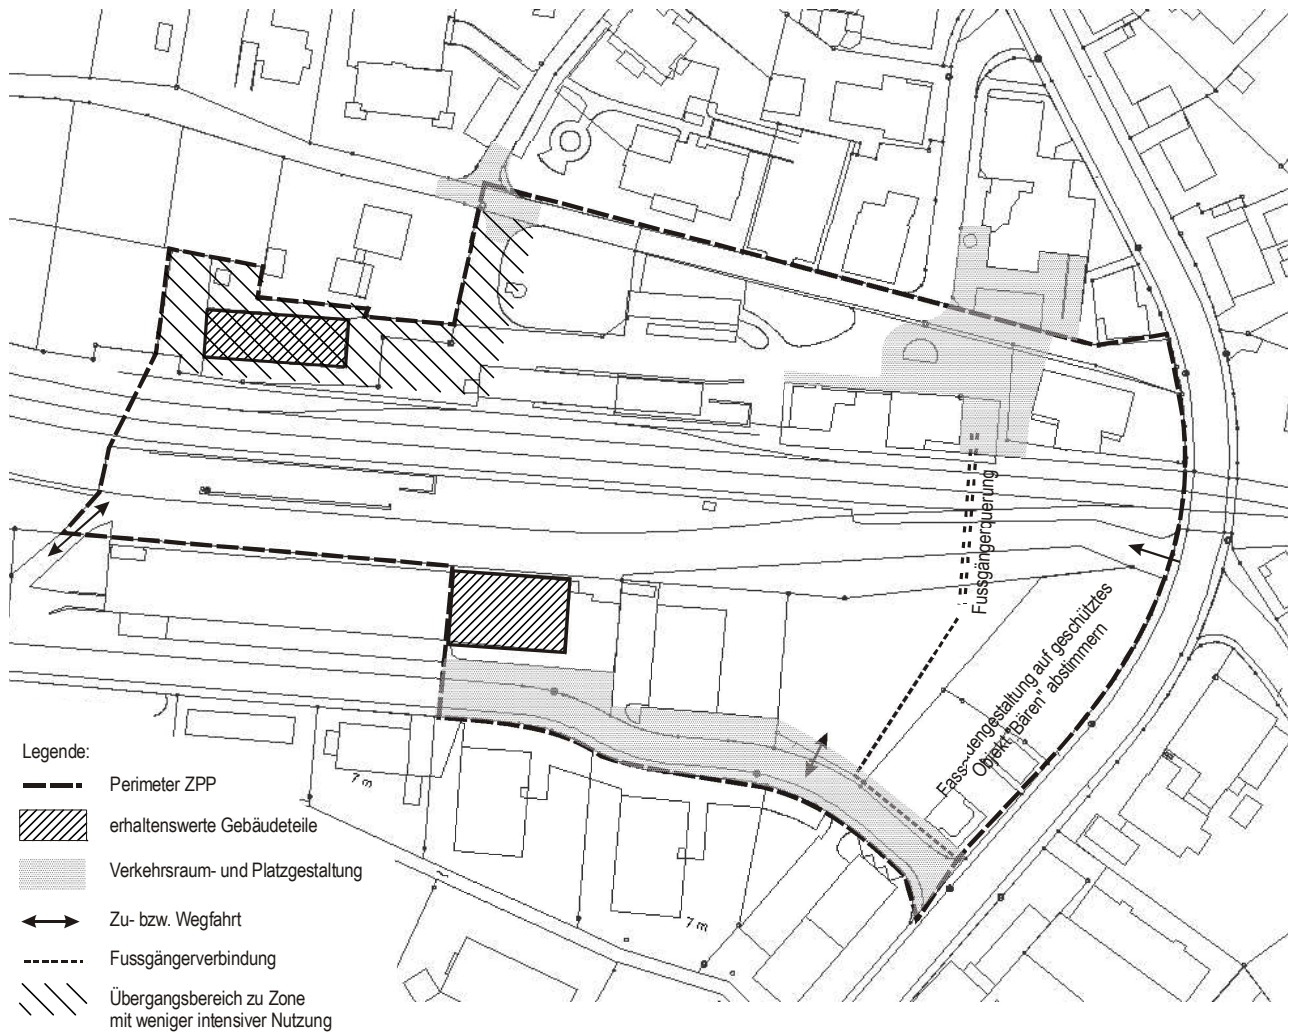 Fussgängerquerung
Fassadengestaltung auf geschütztes
Objekt "Bären" abstimmern
7 m
7 m
Legende:
Perimeter ZPP
erhaltenswerte Gebäudeteile
Verkehrsraum- und Platzgestaltung
Zu- bzw. Wegfahrt
Fussgängerverbindung
Übergangsbereich zu Zone
mit weniger intensiver Nutzung